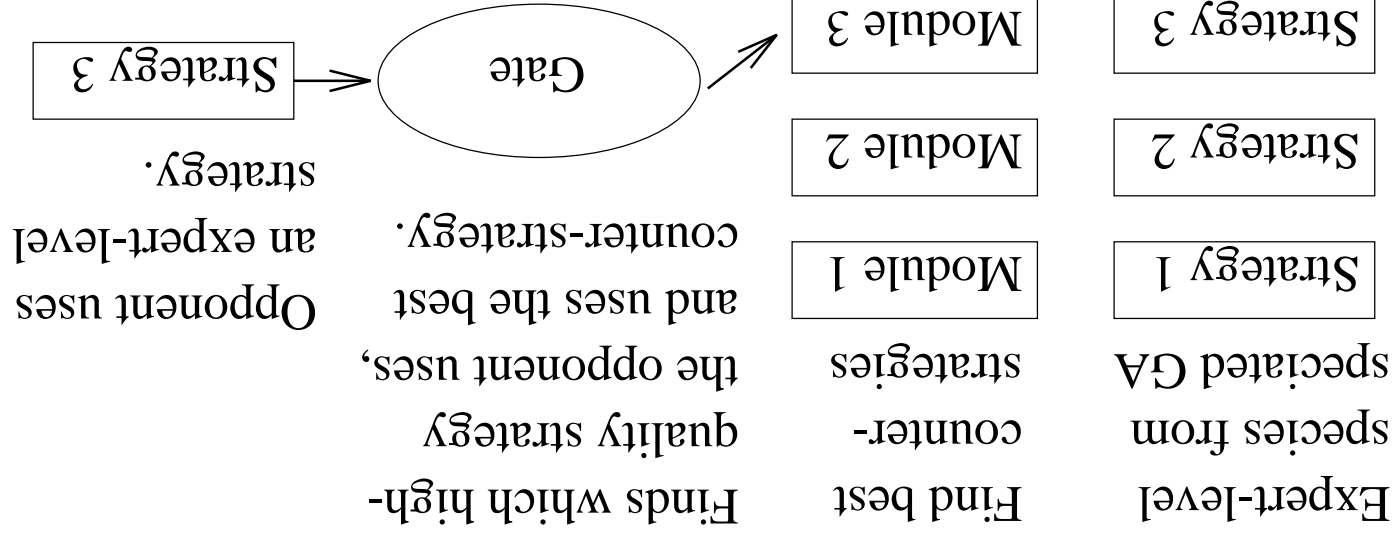 Expert-level
species from
speciated GA
Strategy 1
Strategy 2
Strategy 3
Find best
counter-
strategies
Module 1
Module 2
Module 3
Finds which high-
quality strategy
the opponent uses,
and uses the best
counter-strategy.
Gate
Opponent uses
an expert-level
strategy.
Strategy 3